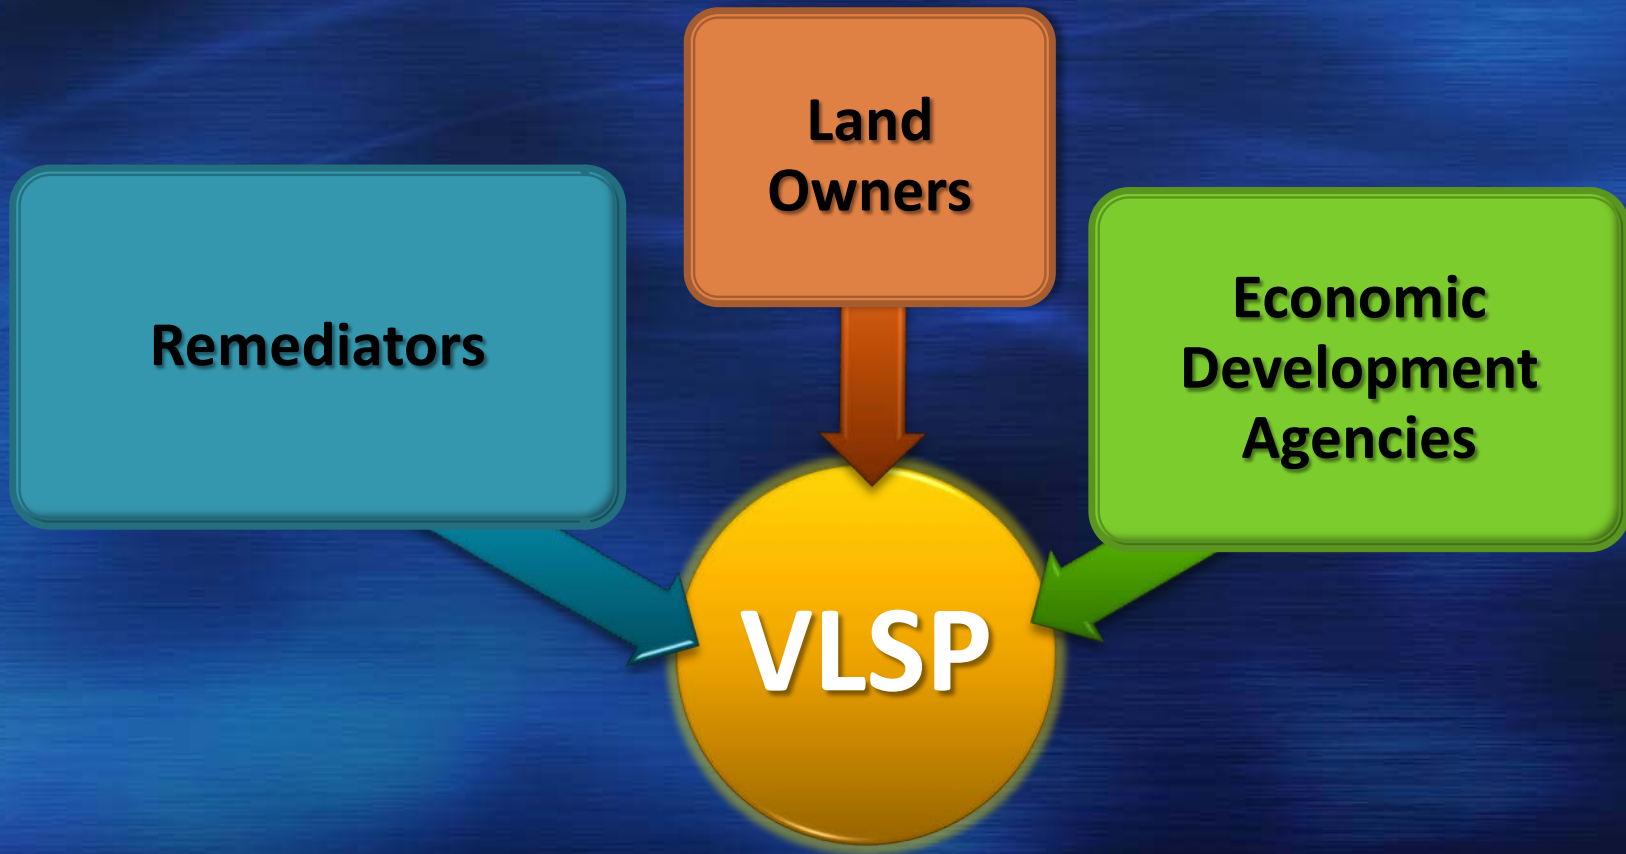 Land
Owners
Remediators
Economic
Development
Agencies
VLSP